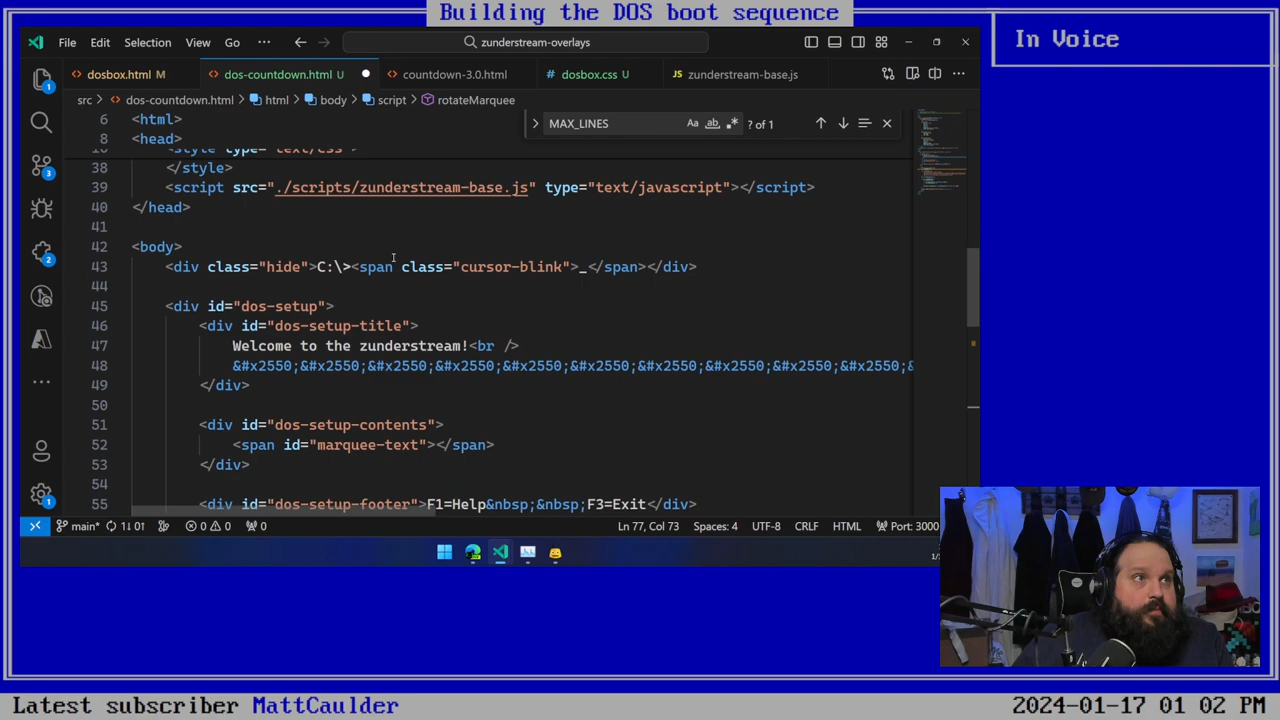 Building the DOS boot sequence
In Voice
File Edit Selection View Go ··· zunderstream-overlays
dosbox.html M dos-countdown.html U countdown-3.0.html dosbox.css U zunderstream-base.js
src > dos-countdown.html > html > body > script > rotateMarquee
MAX_LINES Aa ab .* ? of 1
6 <html>
8 <head>
38 </style>
39 <script src="./scripts/zunderstream-base.js" type="text/javascript"></script>
40 </head>
41
42 <body>
43 <div class="hide">C:\><span class="cursor-blink">_</span></div>
44
45 <div id="dos-setup">
46 <div id="dos-setup-title">
47 Welcome to the zunderstream!<br />
48 &#x2550;&#x2550;&#x2550;&#x2550;&#x2550;&#x2550;&#x2550;&#x2550;&#x2550;&#x2550;&
49 </div>
50
51 <div id="dos-setup-contents">
52 <span id="marquee-text"></span>
53 </div>
54
55 <div id="dos-setup-footer">F1=Help&nbsp;&nbsp;F3=Exit</div>
main* 0 0 0 Ln 77, Col 73 Spaces: 4 UTF-8 CRLF HTML Port: 3000
Latest subscriber MattCaulder
2024-01-17 01 02 PM